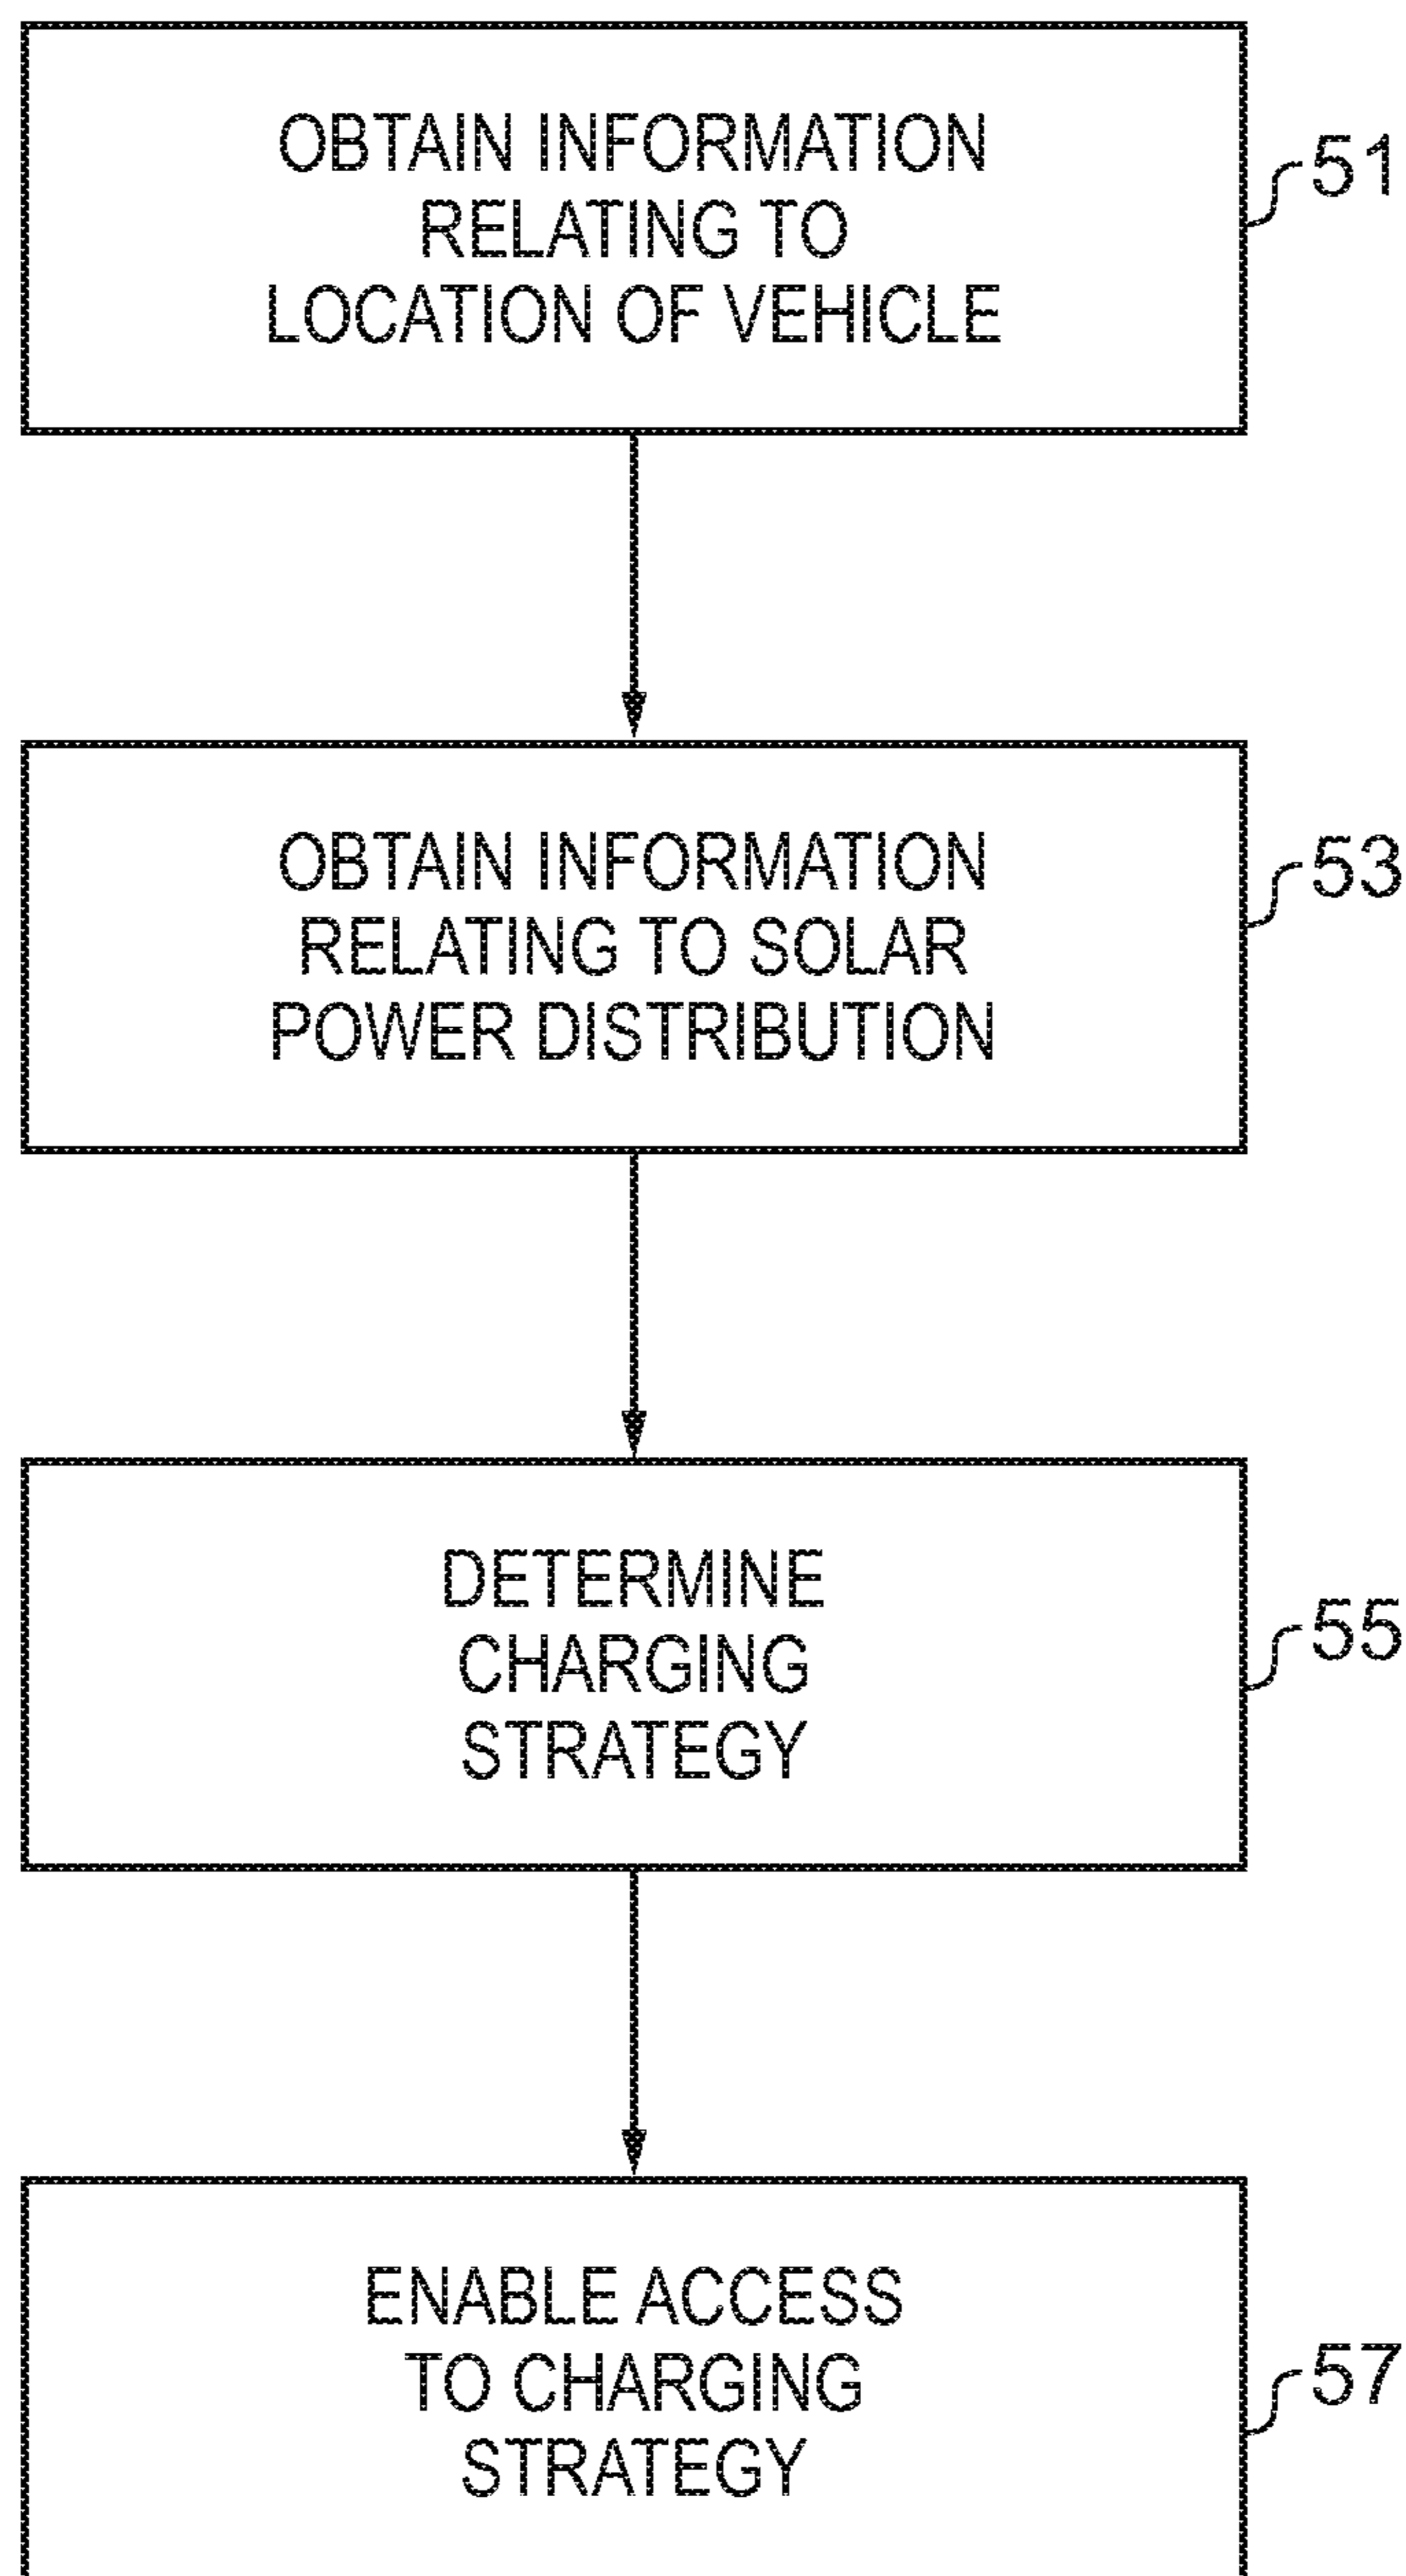 OBTAIN INFORMATION
RELATING TO
LOCATION OF VEHICLE
51
OBTAIN INFORMATION
RELATING TO SOLAR
POWER DISTRIBUTION
53
DETERMINE
CHARGING
STRATEGY
55
ENABLE ACCESS
TO CHARGING
STRATEGY
57